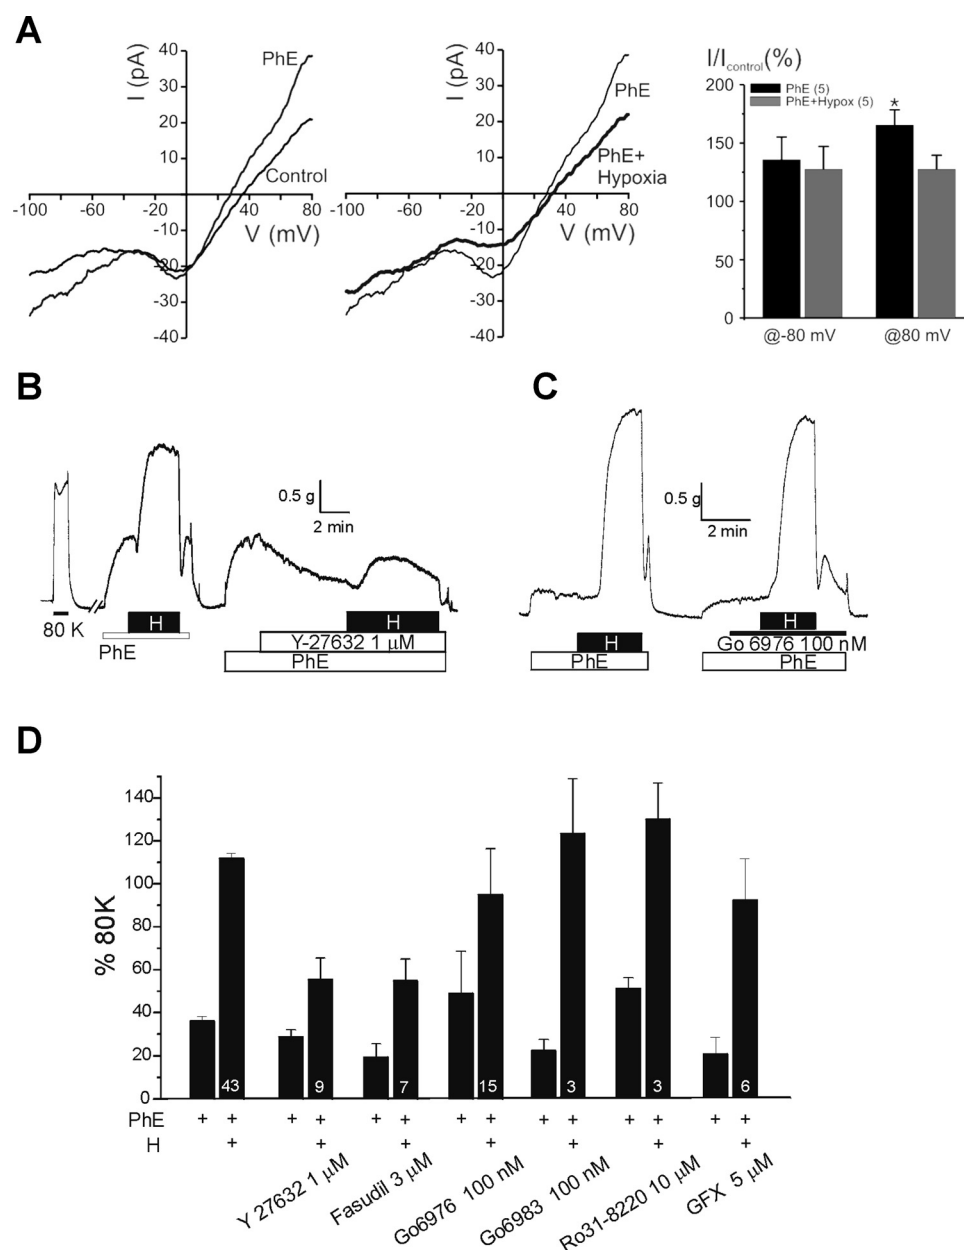 A
I (pA)
40
30
20
10
-10
-20
-30
-40
-100
-60
-20
40
80
V (mV)
PhE
Control
I (pA)
40
30
20
10
-10
-20
-30
-40
-100
-60
-20
40
80
V (mV)
PhE
PhE+
Hypoxia
I/Icontrol(%)
200
150
100
50
0
PhE (5)
PhE+Hypox (5)
*
@-80 mV
@80 mV
B
0.5 g
2 min
80 K
H
PhE
H
Y-27632 1 μM
PhE
C
0.5 g
2 min
H
PhE
H
Go 6976 100 nM
PhE
D
% 80K
140
120
100
80
60
40
20
0
43
9
7
15
3
3
6
PhE + + + + + + + + + + + + + +
H + + + + + + +
Y 27632 1 μM
Fasudil 3 μM
Go6976 100 nM
Go6983 100 nM
Ro31-8220 10 μM
GFX 5 μM